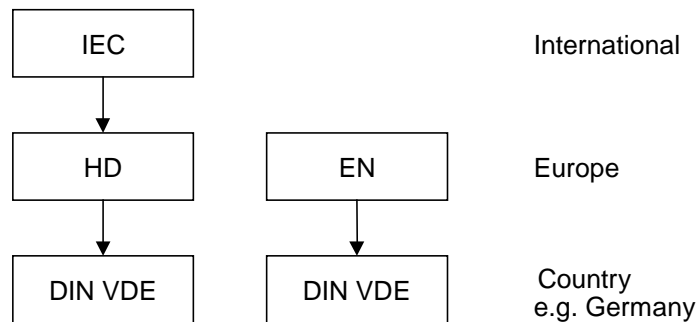 IEC International
HD EN Europe
DIN VDE DIN VDE Country
e.g. Germany